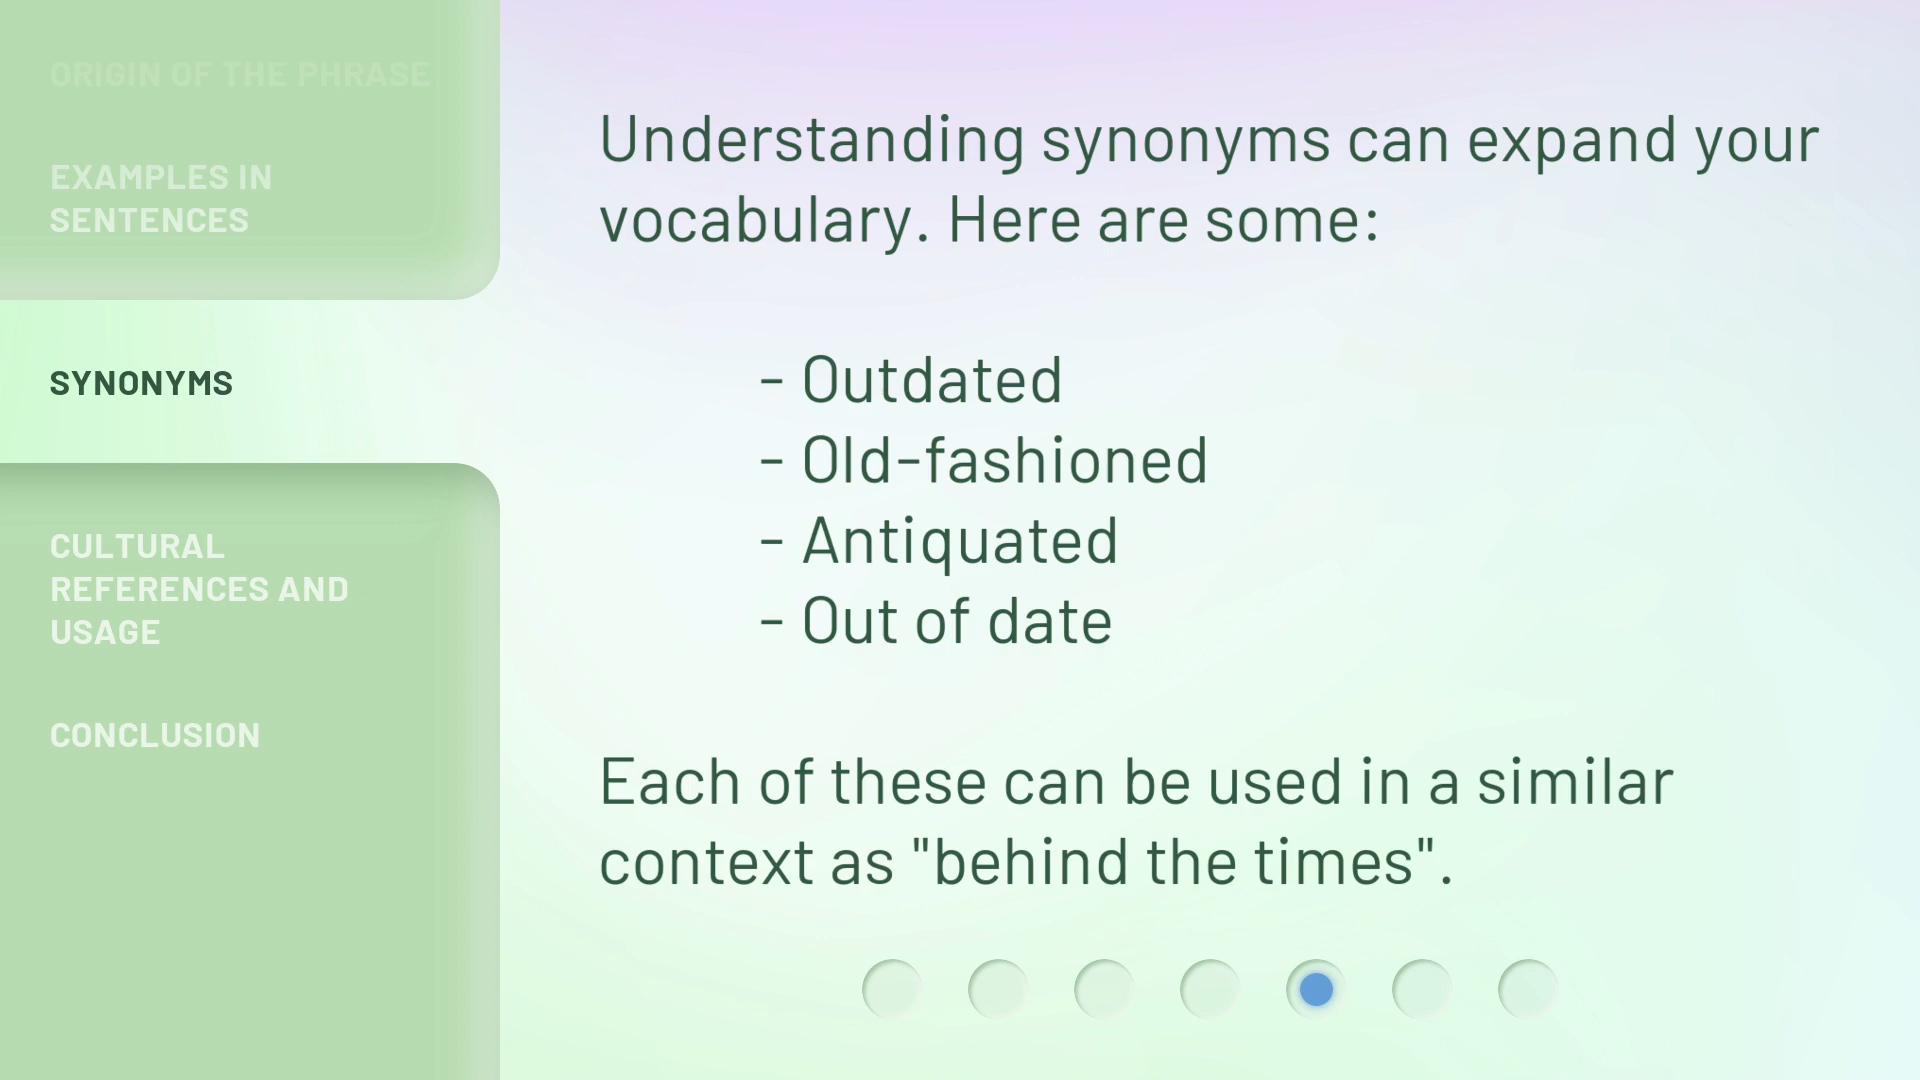 ORIGIN OF THE PHRASE
EXAMPLES IN
SENTENCES
SYNONYMS
CULTURAL
REFERENCES AND
USAGE
CONCLUSION
Understanding synonyms can expand your
vocabulary. Here are some:
- Outdated
- Old-fashioned
- Antiquated
- Out of date
Each of these can be used in a similar
context as "behind the times".